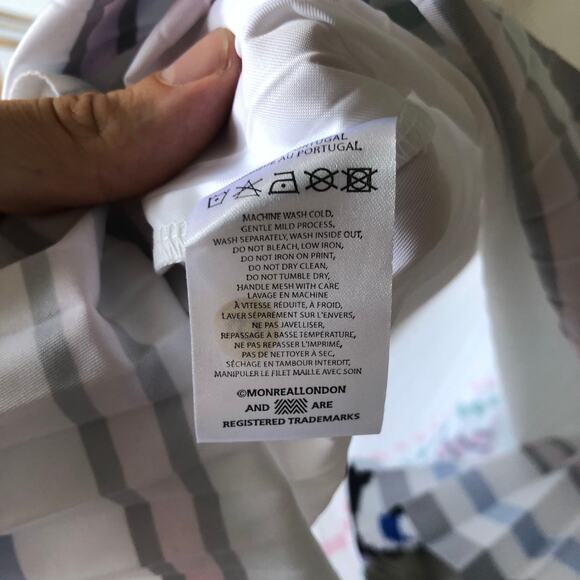 PORTUGAL
AU PORTUGAL
MACHINE WASH COLD,
GENTLE MILD PROCESS,
WASH SEPARATELY, WASH INSIDE OUT,
DO NOT BLEACH, LOW IRON,
DO NOT IRON ON PRINT,
DO NOT DRY CLEAN,
DO NOT TUMBLE DRY,
HANDLE MESH WITH CARE
LAVAGE EN MACHINE
À VITESSE RÉDUITE, À FROID,
LAVER SÉPARÉMENT SUR L'ENVERS,
NE PAS JAVELLISER,
REPASSAGE À BASSE TEMPÉRATURE,
NE PAS REPASSER L'IMPRIMÉ,
PAS DE NETTOYER À SEC,
SÉCHAGE EN TAMBOUR INTERDIT,
MANIPULER LE FILET MAILLE AVEC SOIN
©MONREALLONDON
AND ARE
REGISTERED TRADEMARKS